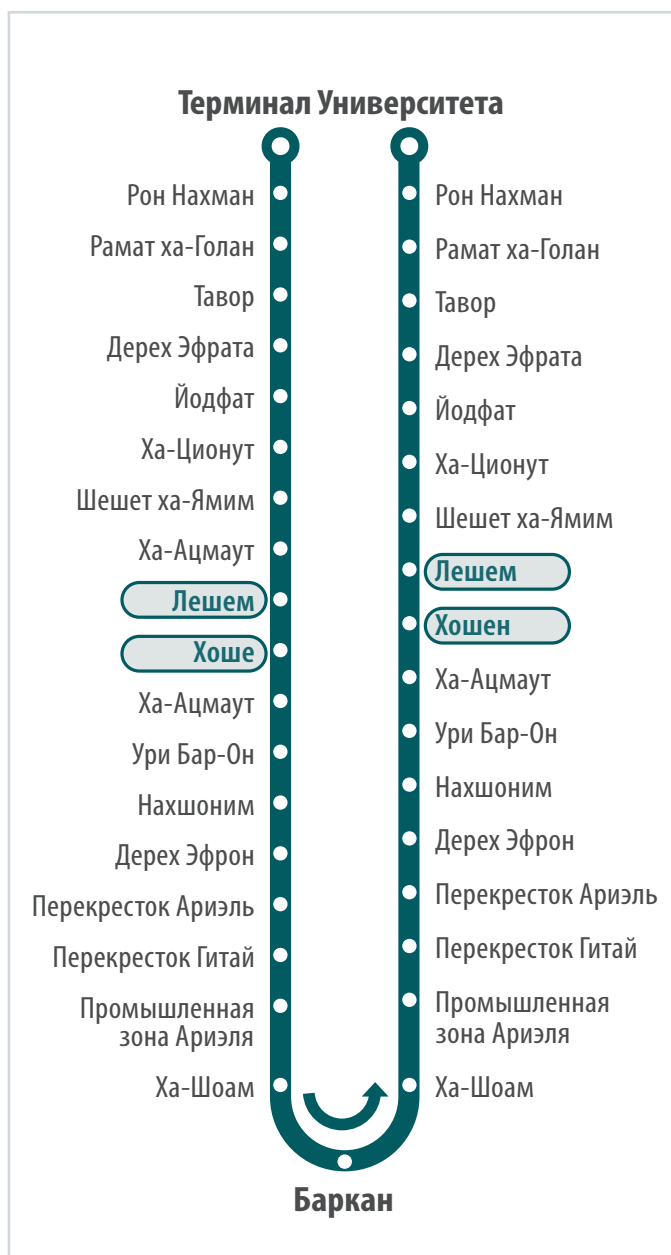 Терминал Университета
Рон Нахман
Рамат ха-Голан
Тавор
Дерех Эфрата
Йодфат
Ха-Ционут
Шешет ха-Ямим
Ха-Ацмаут
Лешем
Хоше
Ха-Ацмаут
Ури Бар-Он
Нахшоним
Дерех Эфрон
Перекресток Ариэль
Перекресток Гитай
Промышленная
зона Ариэля
Ха-Шоам
Рон Нахман
Рамат ха-Голан
Тавор
Дерех Эфрата
Йодфат
Ха-Ционут
Шешет ха-Ямим
Лешем
Хошен
Ха-Ацмаут
Ури Бар-Он
Нахшоним
Дерех Эфрон
Перекресток Ариэль
Перекресток Гитай
Промышленная
зона Ариэля
Ха-Шоам
Баркан